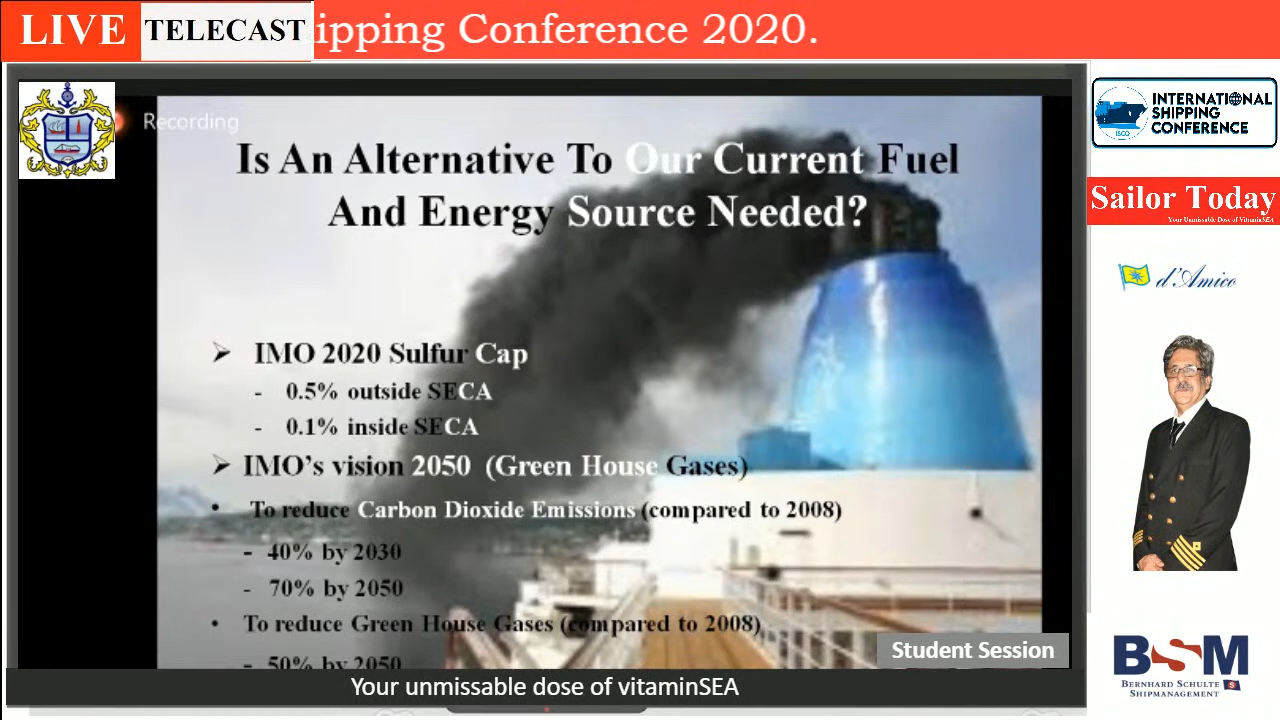 LIVE TELECAST ipping Conference 2020.
Recording
Is An Alternative To Our Current Fuel
And Energy Source Needed?
➢ IMO 2020 Sulfur Cap
- 0.5% outside SECA
- 0.1% inside SECA
➢ IMO's vision 2050 (Green House Gases)
• To reduce Carbon Dioxide Emissions (compared to 2008)
- 40% by 2030
- 70% by 2050
• To reduce Green House Gases (compared to 2008)
- 50% by 2050
Student Session
Your unmissable dose of vitaminSEA
ISCO
INTERNATIONAL
SHIPPING
CONFERENCE
Sailor Today
Your Unmissable Dose of VitaminSEA
d'Amico
BSM
BERNHARD SCHULTE
SHIPMANAGEMENT